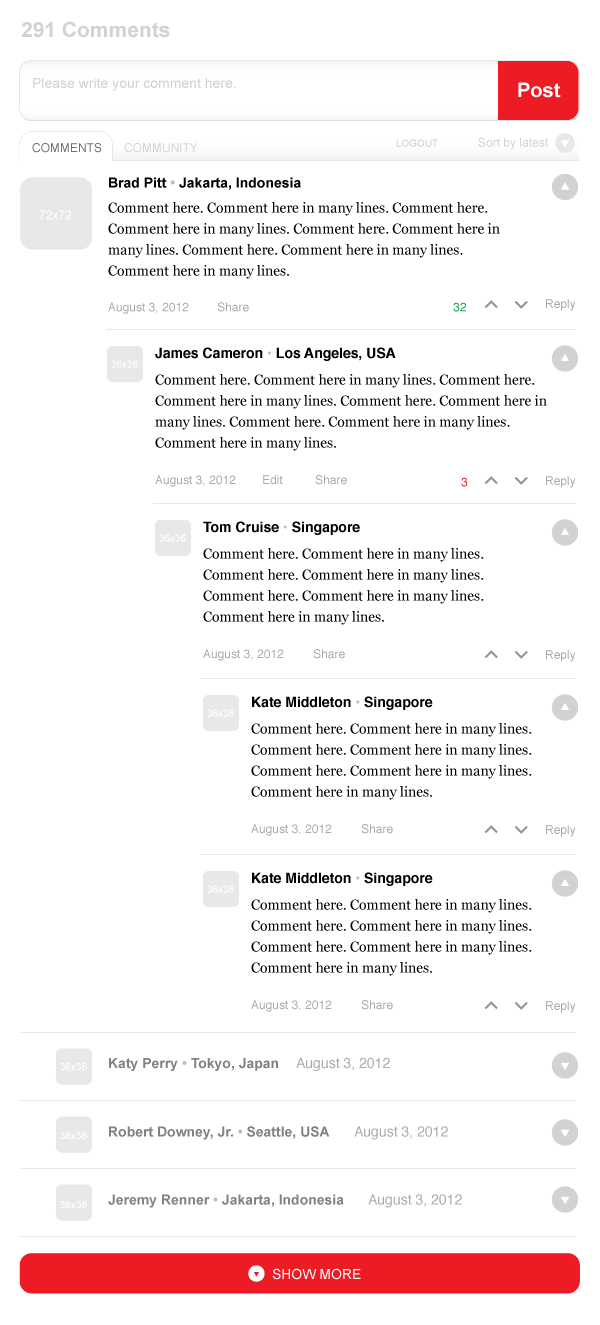 291 Comments
Please write your comment here.
Post
COMMENTS COMMUNITY LOGOUT Sort by latest
72x72
Brad Pitt • Jakarta, Indonesia
Comment here. Comment here in many lines. Comment here.
Comment here in many lines. Comment here. Comment here in
many lines. Comment here. Comment here in many lines.
Comment here in many lines.
August 3, 2012 Share 32 Reply
36x36
James Cameron • Los Angeles, USA
Comment here. Comment here in many lines. Comment here.
Comment here in many lines. Comment here. Comment here in
many lines. Comment here. Comment here in many lines.
Comment here in many lines.
August 3, 2012 Edit Share 3 Reply
36x36
Tom Cruise • Singapore
Comment here. Comment here in many lines.
Comment here. Comment here in many lines.
Comment here. Comment here in many lines.
Comment here in many lines.
August 3, 2012 Share Reply
36x36
Kate Middleton • Singapore
Comment here. Comment here in many lines.
Comment here. Comment here in many lines.
Comment here. Comment here in many lines.
Comment here in many lines.
August 3, 2012 Share Reply
36x36
Kate Middleton • Singapore
Comment here. Comment here in many lines.
Comment here. Comment here in many lines.
Comment here. Comment here in many lines.
Comment here in many lines.
August 3, 2012 Share Reply
36x36 Katy Perry • Tokyo, Japan August 3, 2012
36x36 Robert Downey, Jr. • Seattle, USA August 3, 2012
36x36 Jeremy Renner • Jakarta, Indonesia August 3, 2012
SHOW MORE